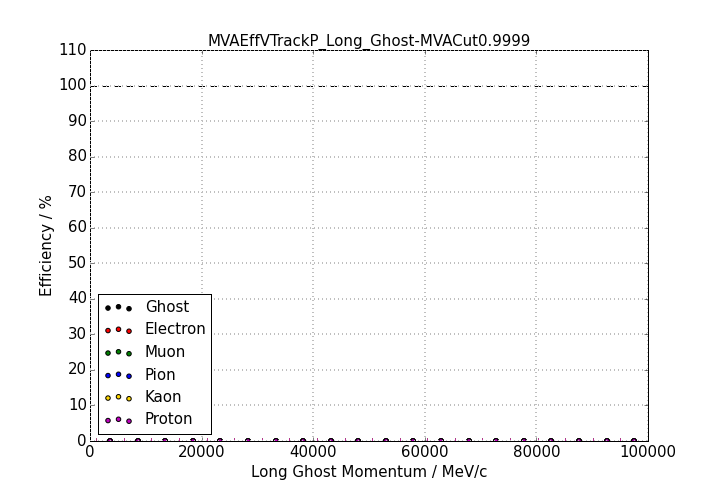 MVAEffVTrackP_Long_Ghost-MVACut0.9999
110
100
90
80
70
60
50
40
30
20
10
0
Efficiency / %
Ghost
Electron
Muon
Pion
Kaon
Proton
0 20000 40000 60000 80000 100000
Long Ghost Momentum / MeV/c